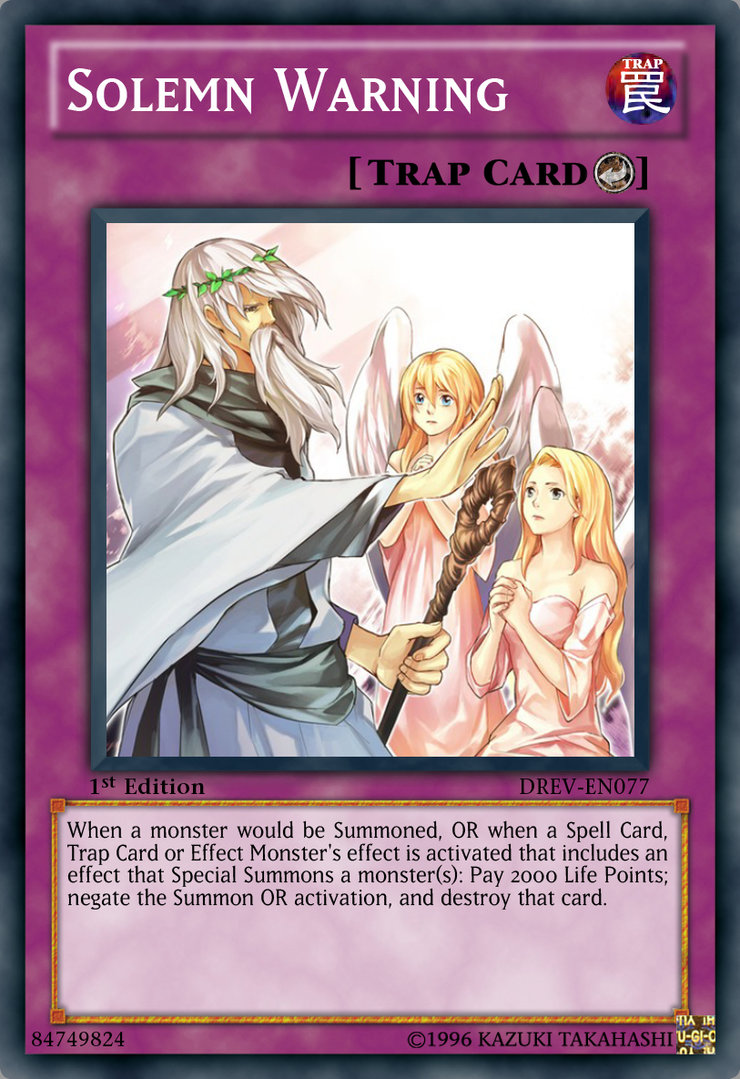 Solemn Warning
TRAP
罠
[Trap Card]
1st Edition
DREV-EN077
When a monster would be Summoned, OR when a Spell Card,
Trap Card or Effect Monster's effect is activated that includes an
effect that Special Summons a monster(s): Pay 2000 Life Points;
negate the Summon OR activation, and destroy that card.
84749824
©1996 KAZUKI TAKAHASHI